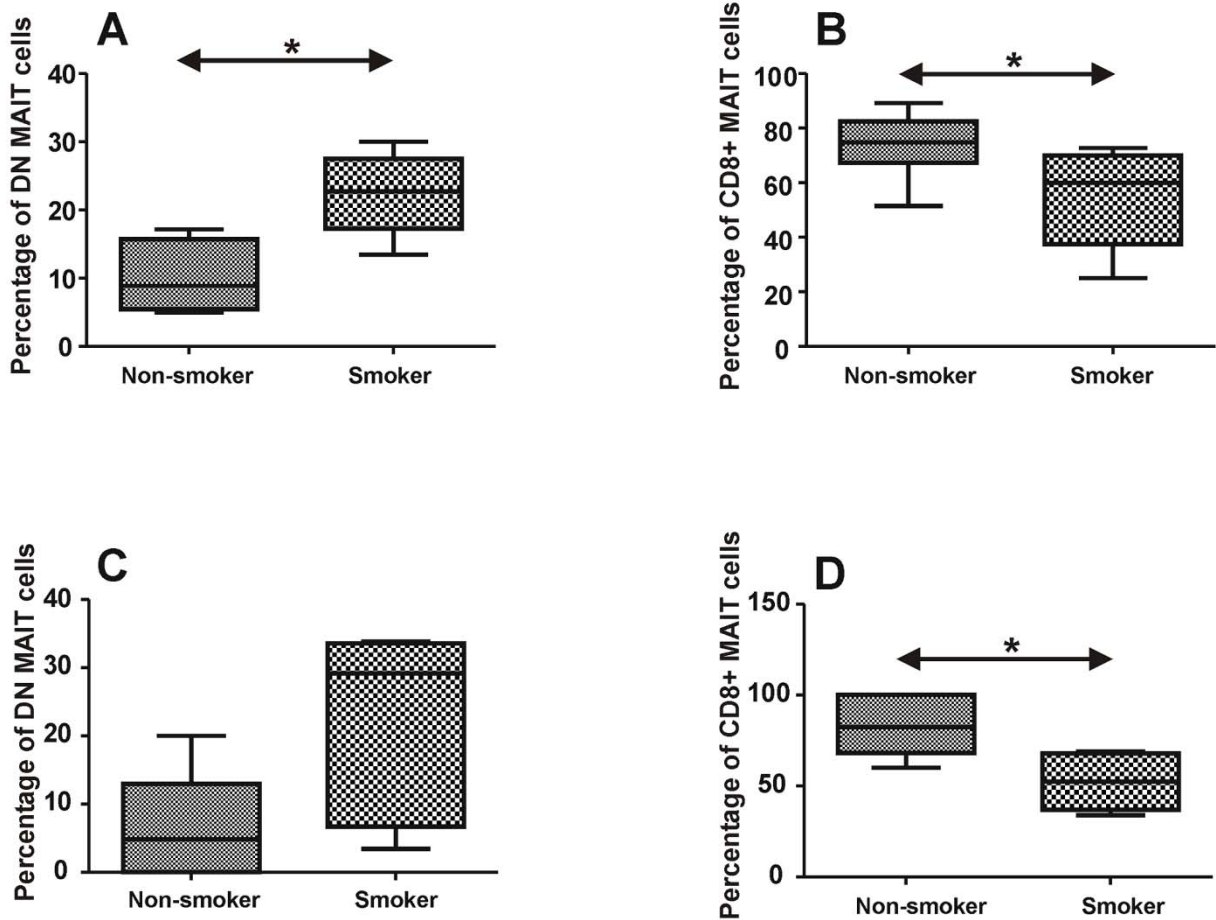 A
*
Percentage of DN MAIT cells
40
30
20
10
0
Non-smoker
Smoker
B
*
Percentage of CD8+ MAIT cells
100
80
60
40
20
0
Non-smoker
Smoker
C
Percentage of DN MAIT cells
40
30
20
10
0
Non-smoker
Smoker
D
*
Percentage of CD8+ MAIT cells
150
100
50
0
Non-smoker
Smoker